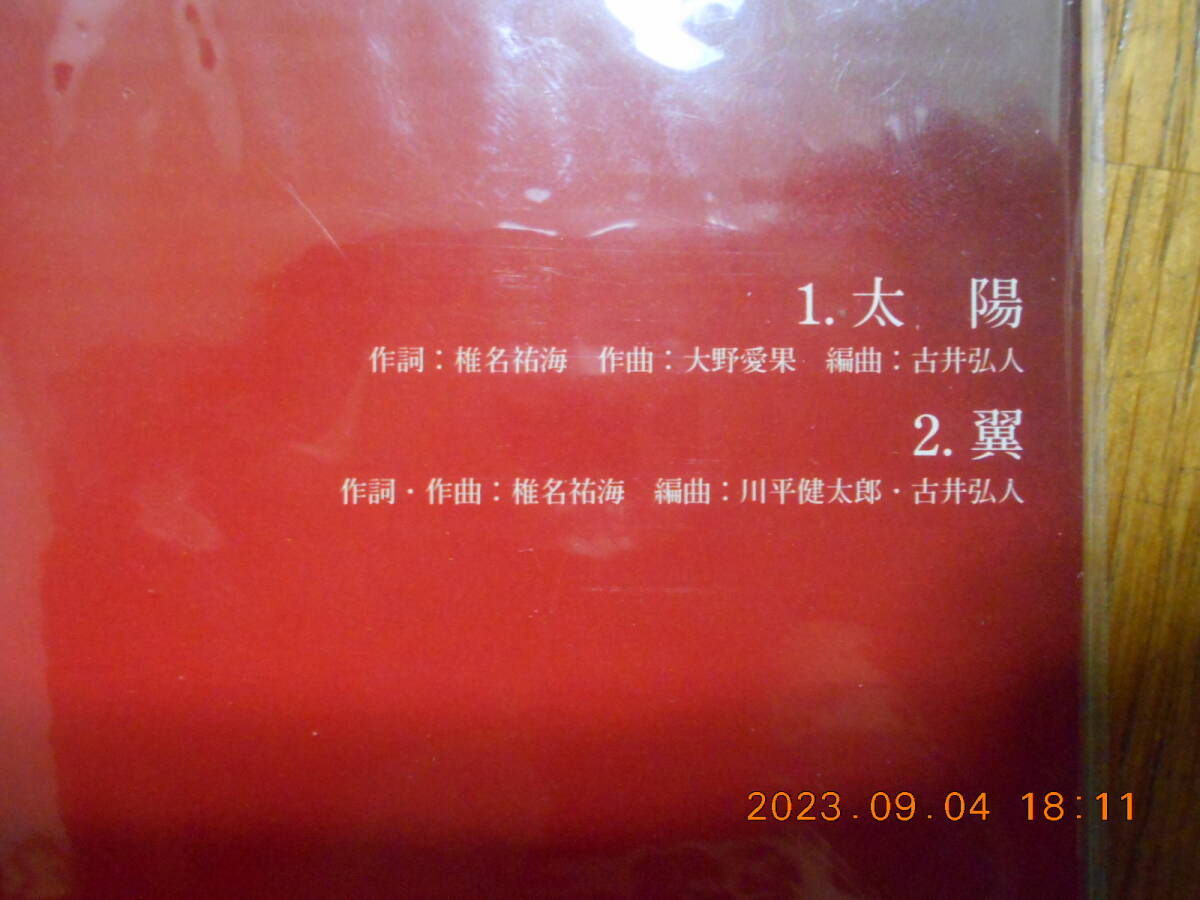 1. 太　陽
作詞：椎名祐海　作曲：大野愛果　編曲：古井弘人
2. 翼
作詞・作曲：椎名祐海　編曲：川平健太郎・古井弘人
2023.09.04 18:11